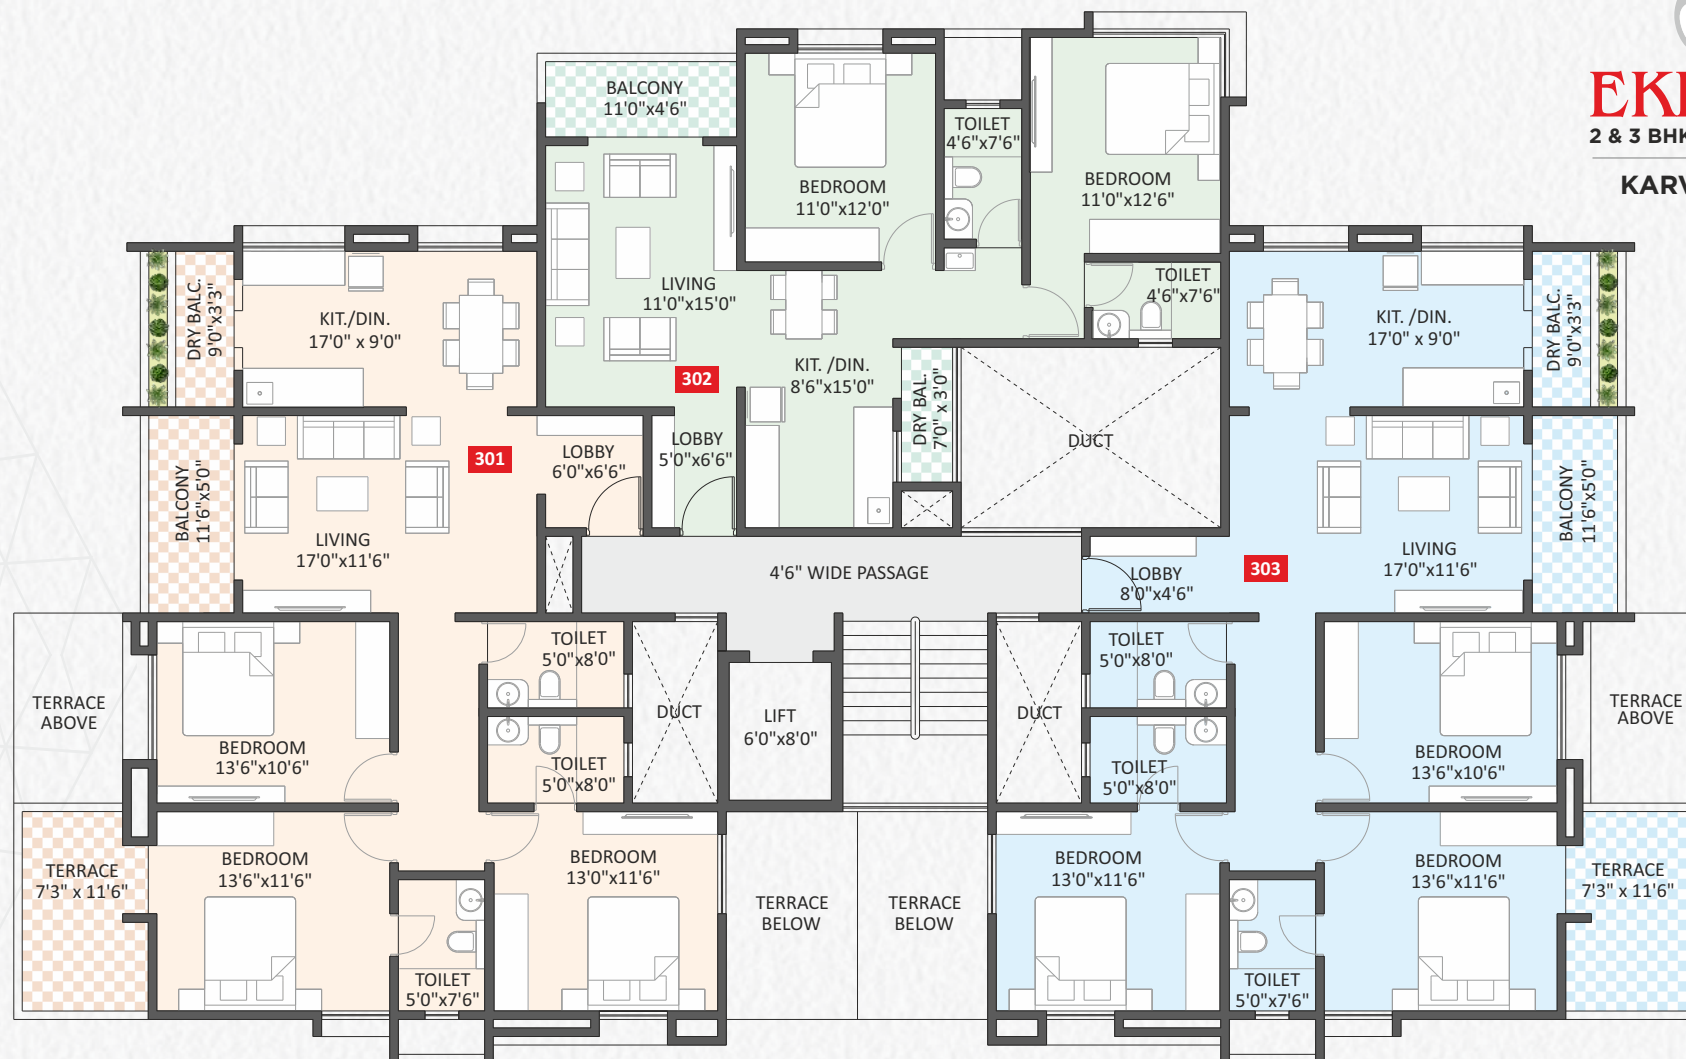 EK
2 & 3 BHK
KARV
BALCONY
11'0"x4'6"
BEDROOM
11'0"x12'0"
TOILET
4'6"x7'6"
BEDROOM
11'0"x12'6"
LIVING
11'0"x15'0"
TOILET
4'6"x7'6"
302
KIT. /DIN.
8'6"x15'0"
DRY BAL.
7'0" x 3'0"
DUCT
LOBBY
5'0"x6'6"
DRY BALC.
9'0"x3'3"
KIT./DIN.
17'0" x 9'0"
301
LOBBY
6'0"x6'6"
BALCONY
11'6"x5'0"
LIVING
17'0"x11'6"
KIT. /DIN.
17'0" x 9'0"
DRY BALC.
9'0"x3'3"
BALCONY
11'6"x5'0"
LIVING
17'0"x11'6"
303
LOBBY
8'0"x4'6"
4'6" WIDE PASSAGE
TERRACE
ABOVE
BEDROOM
13'6"x10'6"
TOILET
5'0"x8'0"
TOILET
5'0"x8'0"
DUCT
LIFT
6'0"x8'0"
DUCT
TOILET
5'0"x8'0"
TOILET
5'0"x8'0"
BEDROOM
13'6"x10'6"
TERRACE
ABOVE
TERRACE
7'3" x 11'6"
BEDROOM
13'6"x11'6"
BEDROOM
13'0"x11'6"
TOILET
5'0"x7'6"
TERRACE
BELOW
TERRACE
BELOW
BEDROOM
13'0"x11'6"
TOILET
5'0"x7'6"
BEDROOM
13'6"x11'6"
TERRACE
7'3" x 11'6"